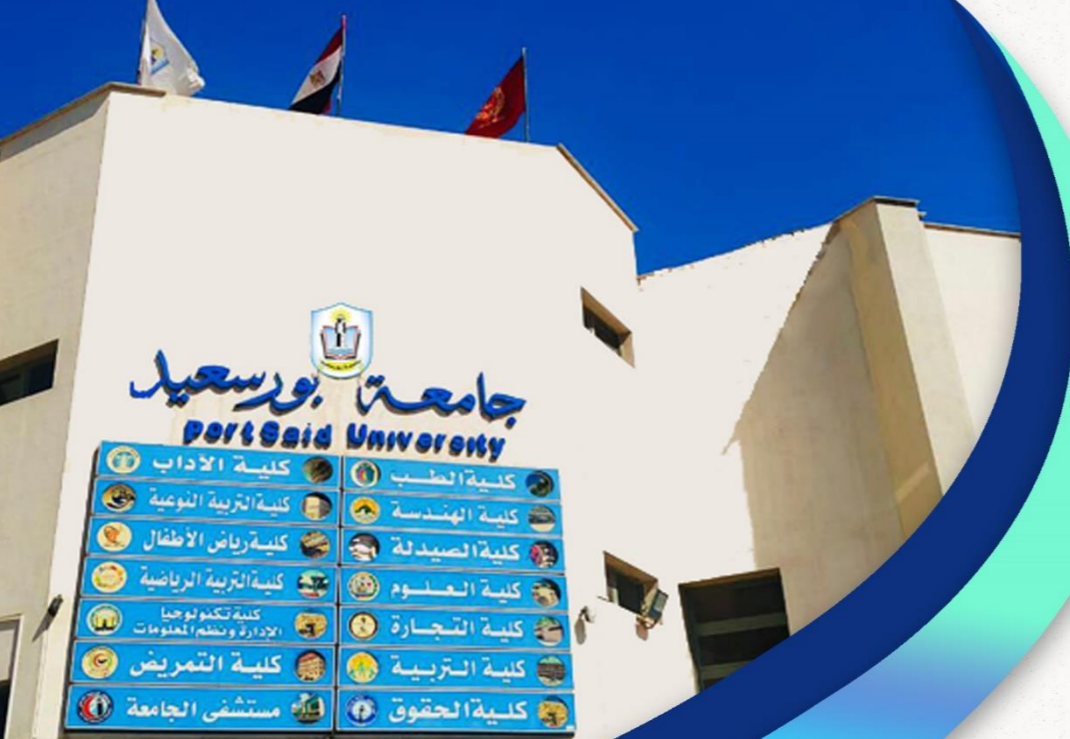 جامعة بورسعيد
Port Said University
كلية الطب
كلية الهندسة
كلية الصيدلة
كلية العلوم
كلية التجارة
كلية التربية
كلية الحقوق
كلية الآداب
كلية التربية النوعية
كلية رياض الأطفال
كلية التربية الرياضية
كلية تكنولوجيا
الإدارة ونظم المعلومات
كلية التمريض
مستشفى الجامعة